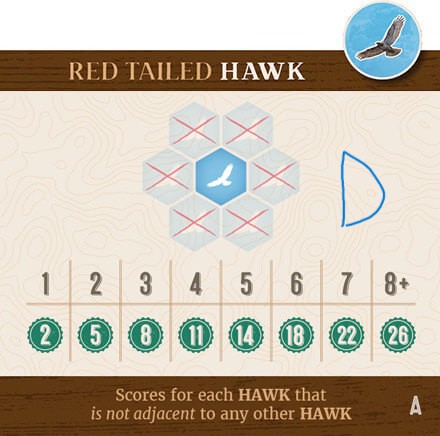 RED TAILED HAWK
D
1 2 3 4 5 6 7 8+
2 5 8 11 14 18 22 26
Scores for each HAWK that
is not adjacent to any other HAWK
A